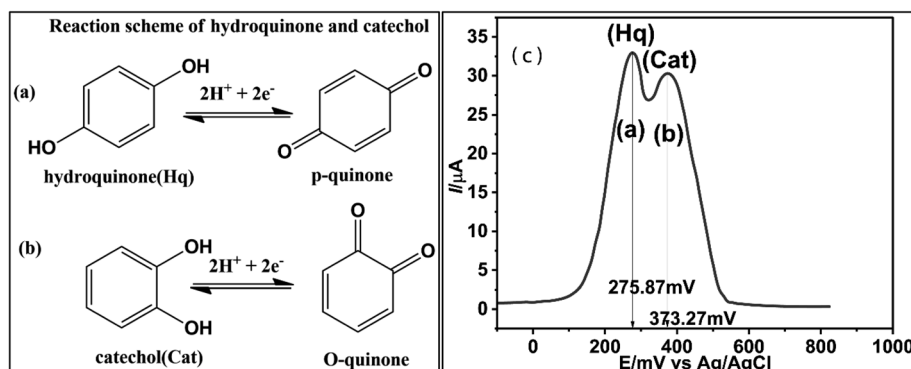 Reaction scheme of hydroquinone and catechol
(a)
OH
HO
2H⁺ + 2e⁻
O
O
hydroquinone(Hq)
p-quinone
(b)
OH
OH
2H⁺ + 2e⁻
O
O
catechol(Cat)
O-quinone
(c)
(Hq)
(Cat)
(a)
(b)
I/µA
35
30
25
20
15
10
5
0
275.87mV
373.27mV
0 200 400 600 800 1000
E/mV vs Ag/AgCl